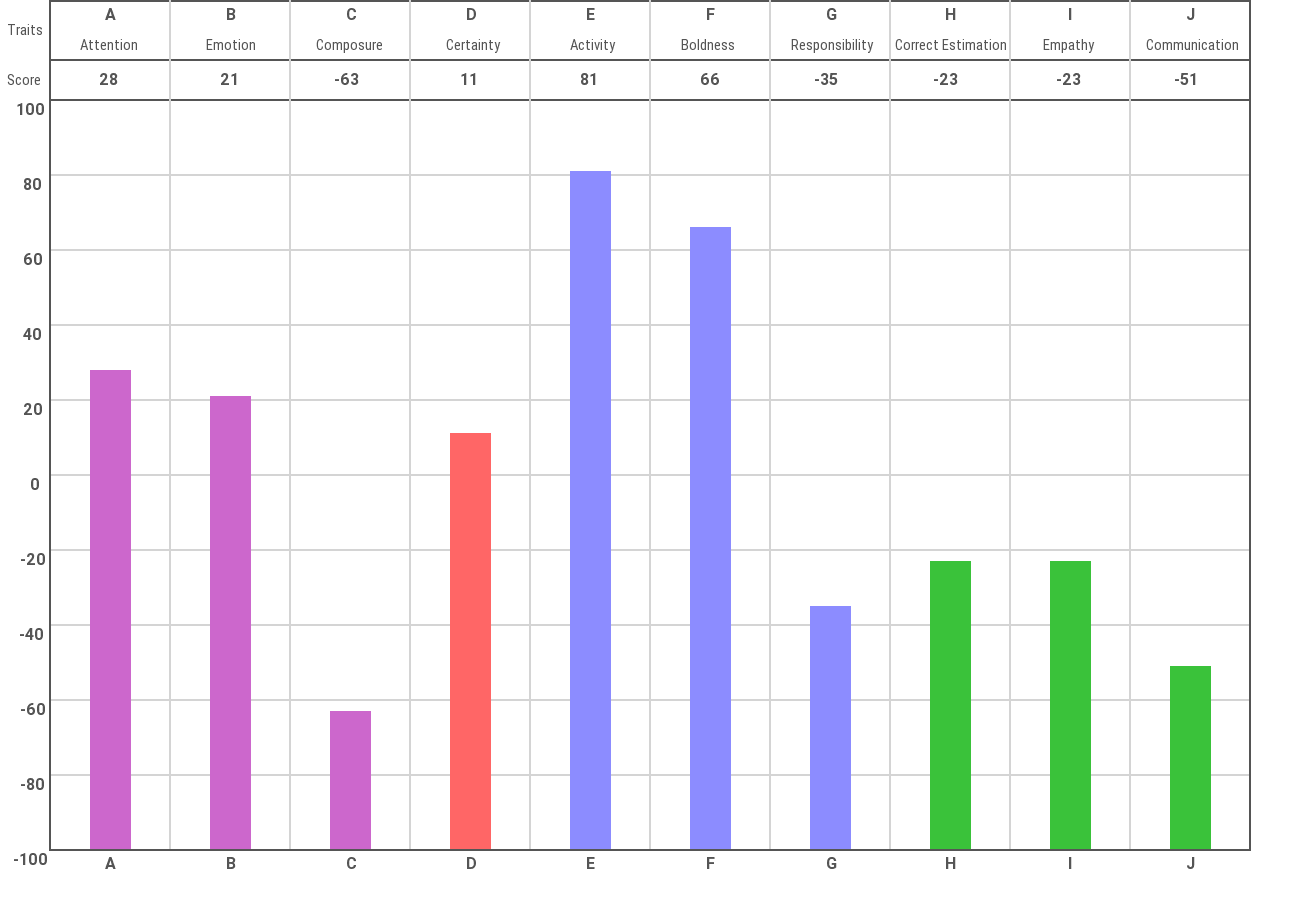 A B C D E F G H I J
Traits
Attention Emotion Composure Certainty Activity Boldness Responsibility Correct Estimation Empathy Communication
Score 28 21 -63 11 81 66 -35 -23 -23 -51
100
80
60
40
20
0
-20
-40
-60
-80
-100
A B C D E F G H I J